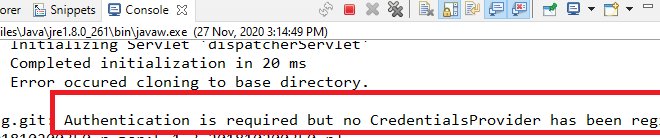 orer Snippets Console
iles\Java\jre1.8.0_261\bin\javaw.exe (27 Nov, 2020 3:14:49 PM)
Initializing Servlet 'dispatcherServlet'
Completed initialization in 20 ms
Error occured cloning to base directory.
g.git: Authentication is required but no CredentialsProvider has been reg